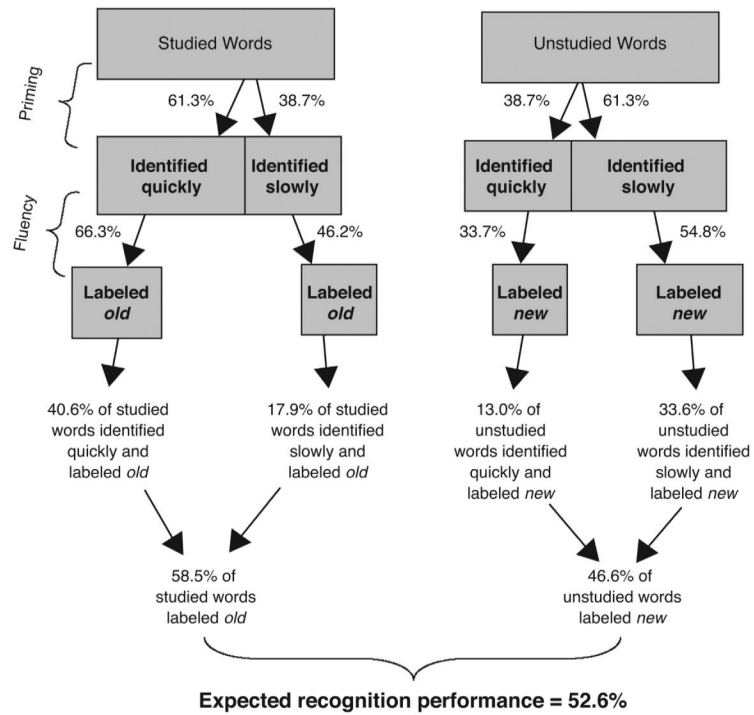 Studied Words
Unstudied Words
Priming
61.3%
38.7%
38.7%
61.3%
Identified
quickly
Identified
slowly
Identified
quickly
Identified
slowly
Fluency
66.3%
46.2%
33.7%
54.8%
Labeled
old
Labeled
old
Labeled
new
Labeled
new
40.6% of studied
words identified
quickly and
labeled old
17.9% of studied
words identified
slowly and
labeled old
13.0% of
unstudied
words identified
quickly and
labeled new
33.6% of
unstudied
words identified
slowly and
labeled new
58.5% of
studied words
labeled old
46.6% of
unstudied words
labeled new
Expected recognition performance = 52.6%